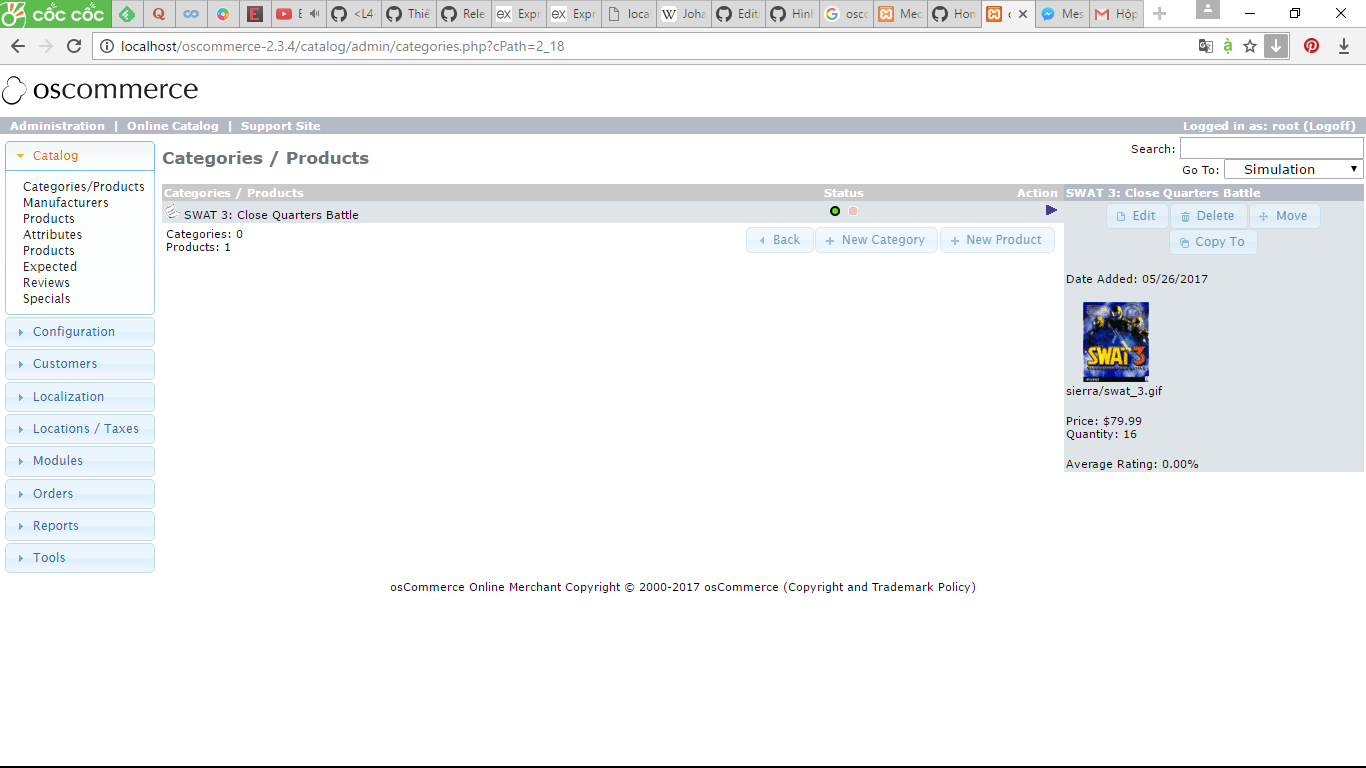 cốc cốc
<L4
Thiế
Rele
ex Expr
ex Expr
loca
W Joha
Edit
Hìnl
oscc
Mec
Hon
Mes
Hộp
localhost/oscommerce-2.3.4/catalog/admin/categories.php?cPath=2_18
oscommerce
Administration | Online Catalog | Support Site
Logged in as: root (Logoff)
Catalog
Categories/Products
Manufacturers
Products
Attributes
Products
Expected
Reviews
Specials
Configuration
Customers
Localization
Locations / Taxes
Modules
Orders
Reports
Tools
Categories / Products
Search:
Go To: Simulation
Categories / Products Status Action
SWAT 3: Close Quarters Battle
Categories: 0
Products: 1
Back + New Category + New Product
SWAT 3: Close Quarters Battle
Edit Delete Move
Copy To
Date Added: 05/26/2017
SWAT 3
sierra/swat_3.gif
Price: $79.99
Quantity: 16
Average Rating: 0.00%
osCommerce Online Merchant Copyright © 2000-2017 osCommerce (Copyright and Trademark Policy)